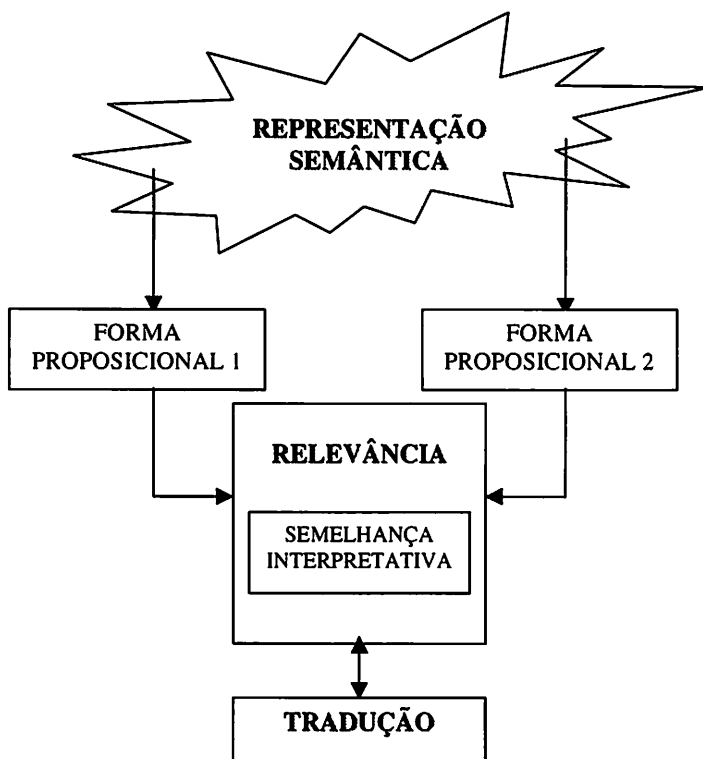 REPRESENTAÇÃO
SEMÂNTICA
FORMA
PROPOSICIONAL 1
FORMA
PROPOSICIONAL 2
RELEVÂNCIA
SEMELHANÇA
INTERPRETATIVA
TRADUÇÃO